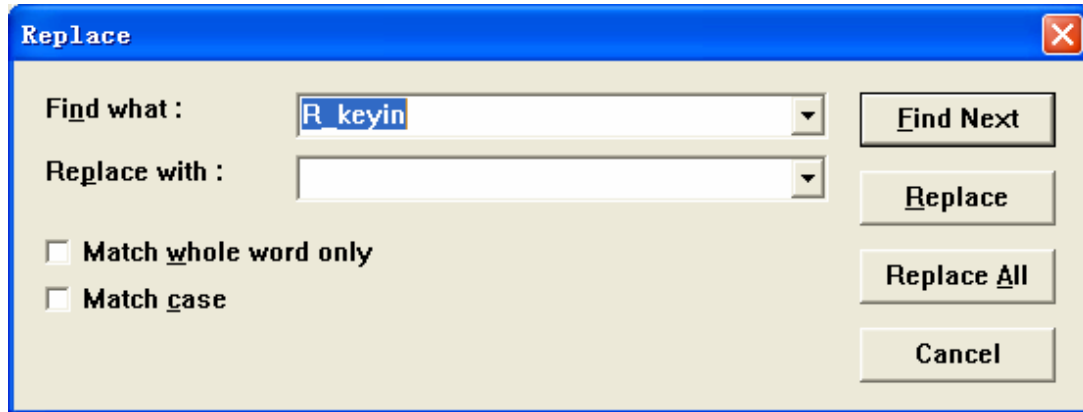 Replace
Find what :
R_keyin
Find Next
Replace with :
Replace
Match whole word only
Replace All
Match case
Cancel